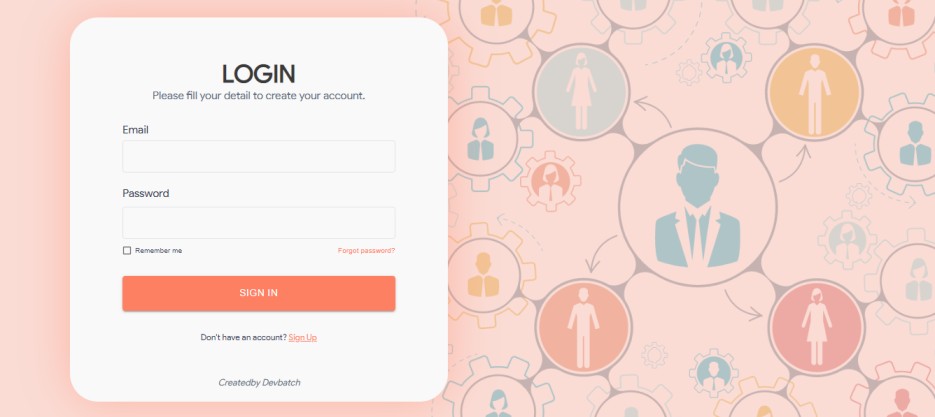 LOGIN
Please fill your detail to create your account.
Email
Password
Remember me
Forgot password?
SIGN IN
Don't have an account? Sign Up
Createdby Devbatch